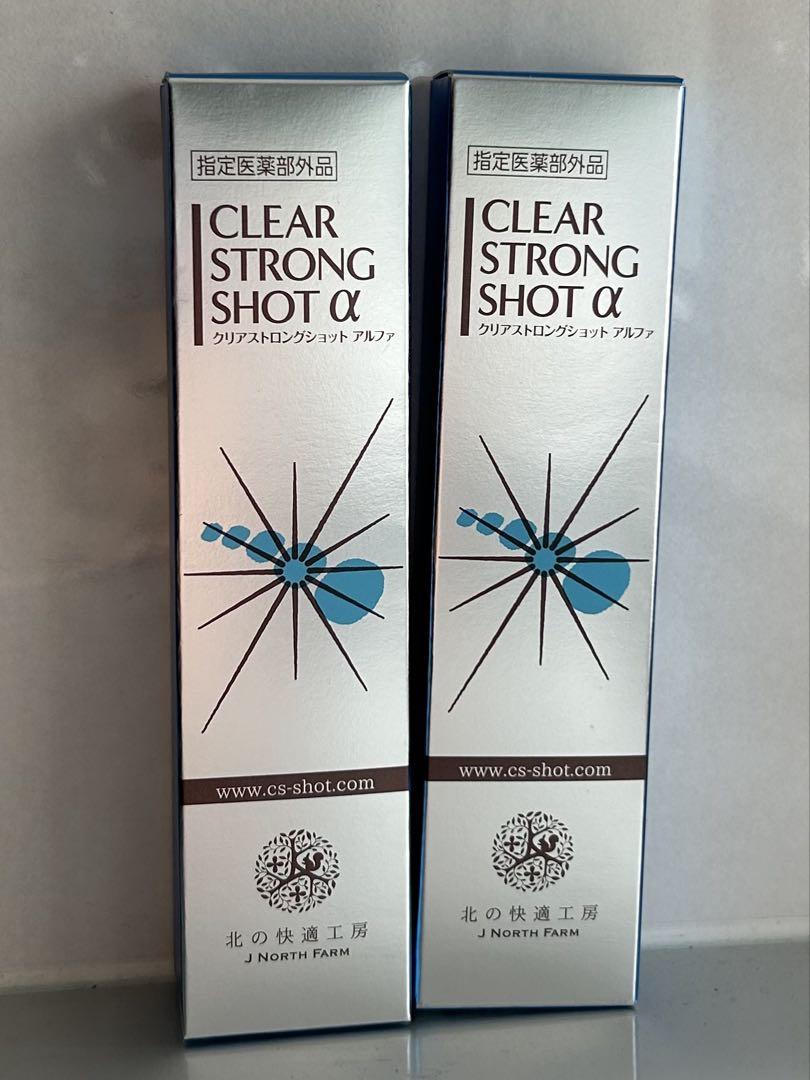 指定医薬部外品
CLEAR
STRONG
SHOT α
クリアストロングショット アルファ
www.cs-shot.com
北の快適工房
J NORTH FARM
指定医薬部外品
CLEAR
STRONG
SHOT α
クリアストロングショット アルファ
www.cs-shot.com
北の快適工房
J NORTH FARM